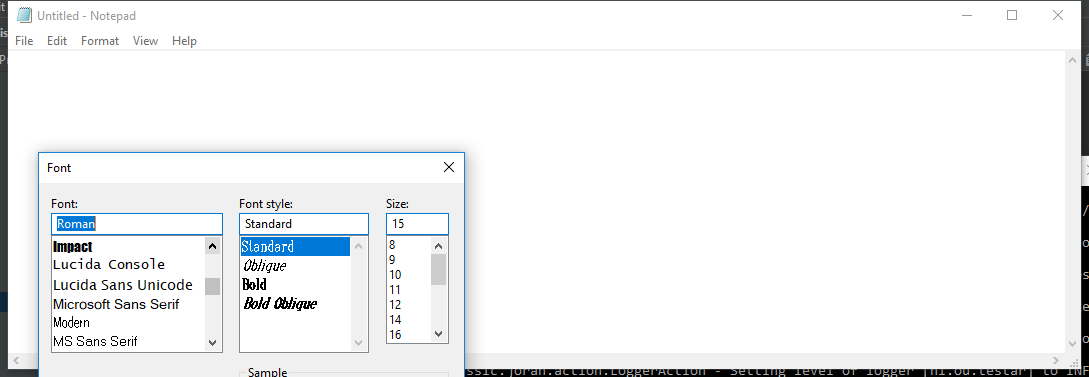 Untitled - Notepad
File Edit Format View Help
Font
Font: Font style: Size:
Roman Standard 15
Impact
Lucida Console
Lucida Sans Unicode
Microsoft Sans Serif
Modern
MS Sans Serif
Standard
Oblique
Bold
Bold Oblique
8
9
10
11
12
14
16
Sample
ssic.joran.action.LoggerAction - Setting level of logger [nl.ou.testar] to INF